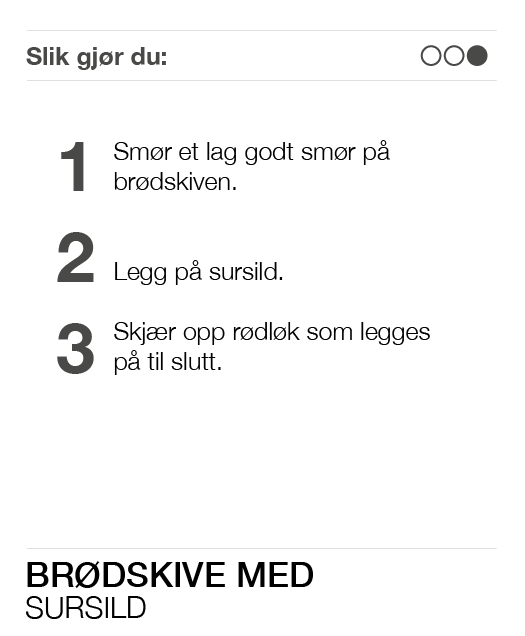 Slik gjør du:
1 Smør et lag godt smør på
brødskiven.
2 Legg på sursild.
3 Skjær opp rødløk som legges
på til slutt.
BRØDSKIVE MED
SURSILD